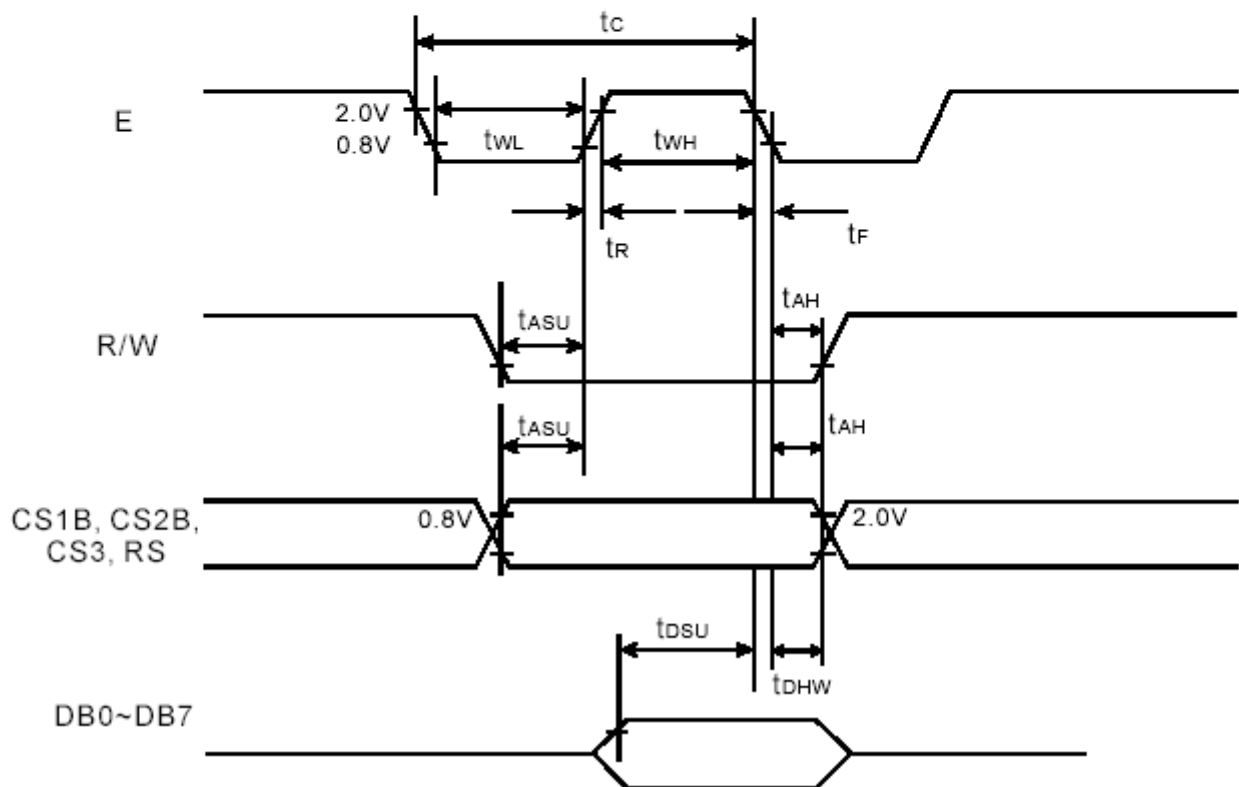 tC
E
2.0V
0.8V
tWL
tWH
tR
tF
R/W
tASU
tAH
tASU
tAH
CS1B, CS2B,
CS3, RS
0.8V
2.0V
tDSU
tDHW
DB0~DB7